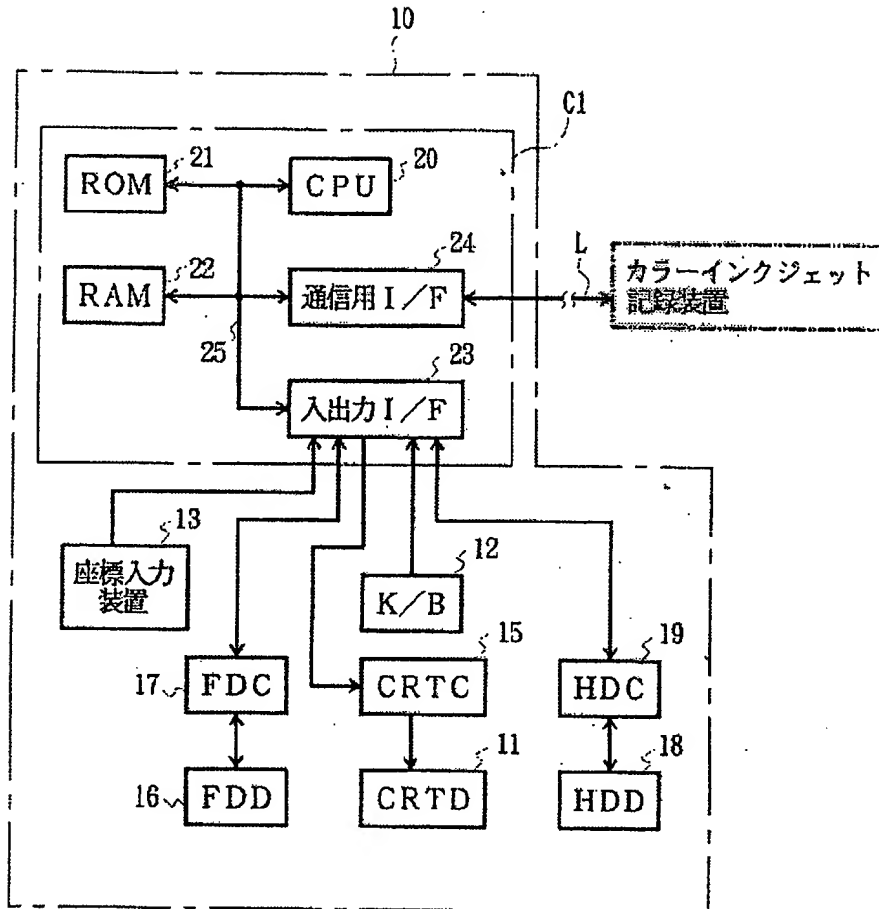 10
C1
ROM
21
CPU
20
RAM
22
24
通信用I/F
L
カラーインクジェット
記録装置
25
23
入出力I/F
13
座標入力
装置
12
K/B
17
FDC
15
CRTC
19
HDC
16
FDD
11
CRTD
18
HDD